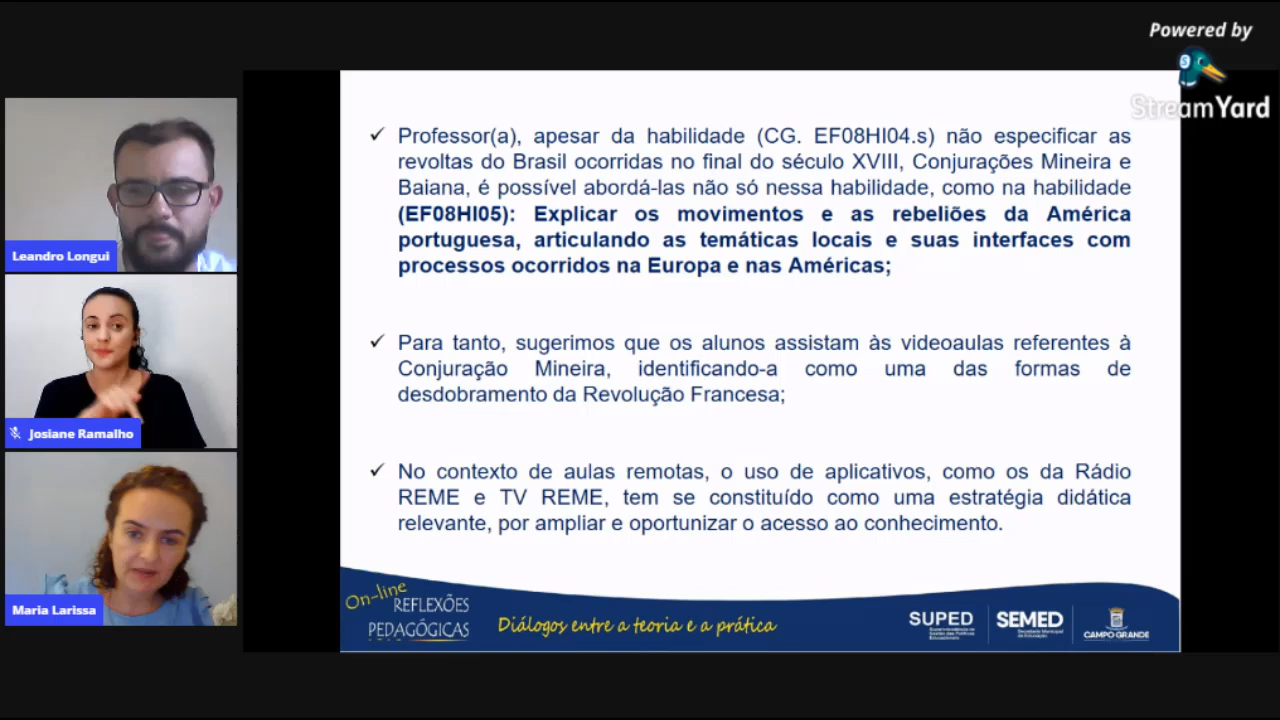 Powered by
StreamYard
Professor(a), apesar da habilidade (CG. EF08HI04.s) não especificar as
revoltas do Brasil ocorridas no final do século XVIII, Conjurações Mineira e
Baiana, é possível abordá-las não só nessa habilidade, como na habilidade
(EF08HI05): Explicar os movimentos e as rebeliões da América
portuguesa, articulando as temáticas locais e suas interfaces com
processos ocorridos na Europa e nas Américas;
Para tanto, sugerimos que os alunos assistam às videoaulas referentes à
Conjuração Mineira, identificando-a como uma das formas de
desdobramento da Revolução Francesa;
No contexto de aulas remotas, o uso de aplicativos, como os da Rádio
REME e TV REME, tem se constituído como uma estratégia didática
relevante, por ampliar e oportunizar o acesso ao conhecimento.
Leandro Longui
Josiane Ramalho
Maria Larissa
On-line
REFLEXÕES
PEDAGÓGICAS
Diálogos entre a teoria e a prática
SUPED
SEMED
CAMPO GRANDE